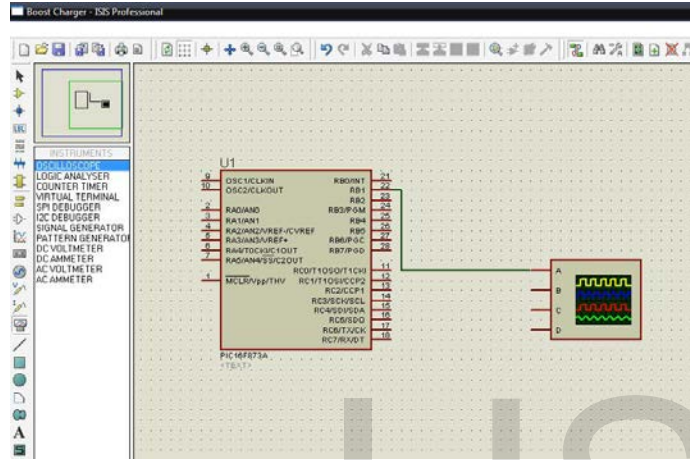 Boost Charger - ISIS Professional
INSTRUMENTS
OSCILLOSCOPE
LOGIC ANALYSER
COUNTER TIMER
VIRTUAL TERMINAL
SPI DEBUGGER
I2C DEBUGGER
SIGNAL GENERATOR
PATTERN GENERATOR
DC VOLTMETER
DC AMMETER
AC VOLTMETER
AC AMMETER
U1
9 OSC1/CLKIN
10 OSC2/CLKOUT
2 RA0/AN0
3 RA1/AN1
4 RA2/AN2/VREF-/CVREF
5 RA3/AN3/VREF+
6 RA4/T0CKI/C1OUT
7 RA5/AN4/SS/C2OUT
1 MCLR/Vpp/THV
RB0/INT 21
RB1 22
RB2 23
RB3/PGM 24
RB4 25
RB5 26
RB6/PGC 27
RB7/PGD 28
RC0/T1OSO/T1CKI 11
RC1/T1OSI/CCP2 12
RC2/CCP1 13
RC3/SCK/SCL 14
RC4/SDI/SDA 15
RC5/SDO 16
RC6/TX/CK 17
RC7/RX/DT 18
PIC16F873A
<TEXT>
A
B
C
D